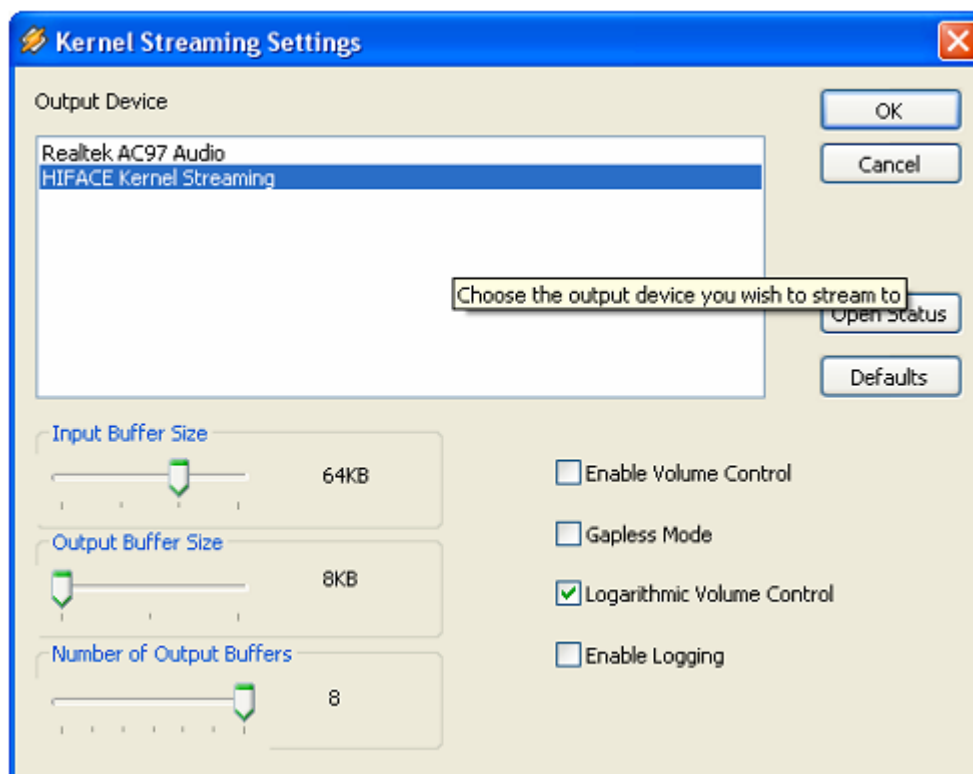 Kernel Streaming Settings
Output Device
OK
Realtek AC97 Audio
HIFACE Kernel Streaming
Cancel
Choose the output device you wish to stream to
Open Status
Defaults
Input Buffer Size
64KB
Enable Volume Control
Gapless Mode
Output Buffer Size
8KB
Logarithmic Volume Control
Number of Output Buffers
8
Enable Logging